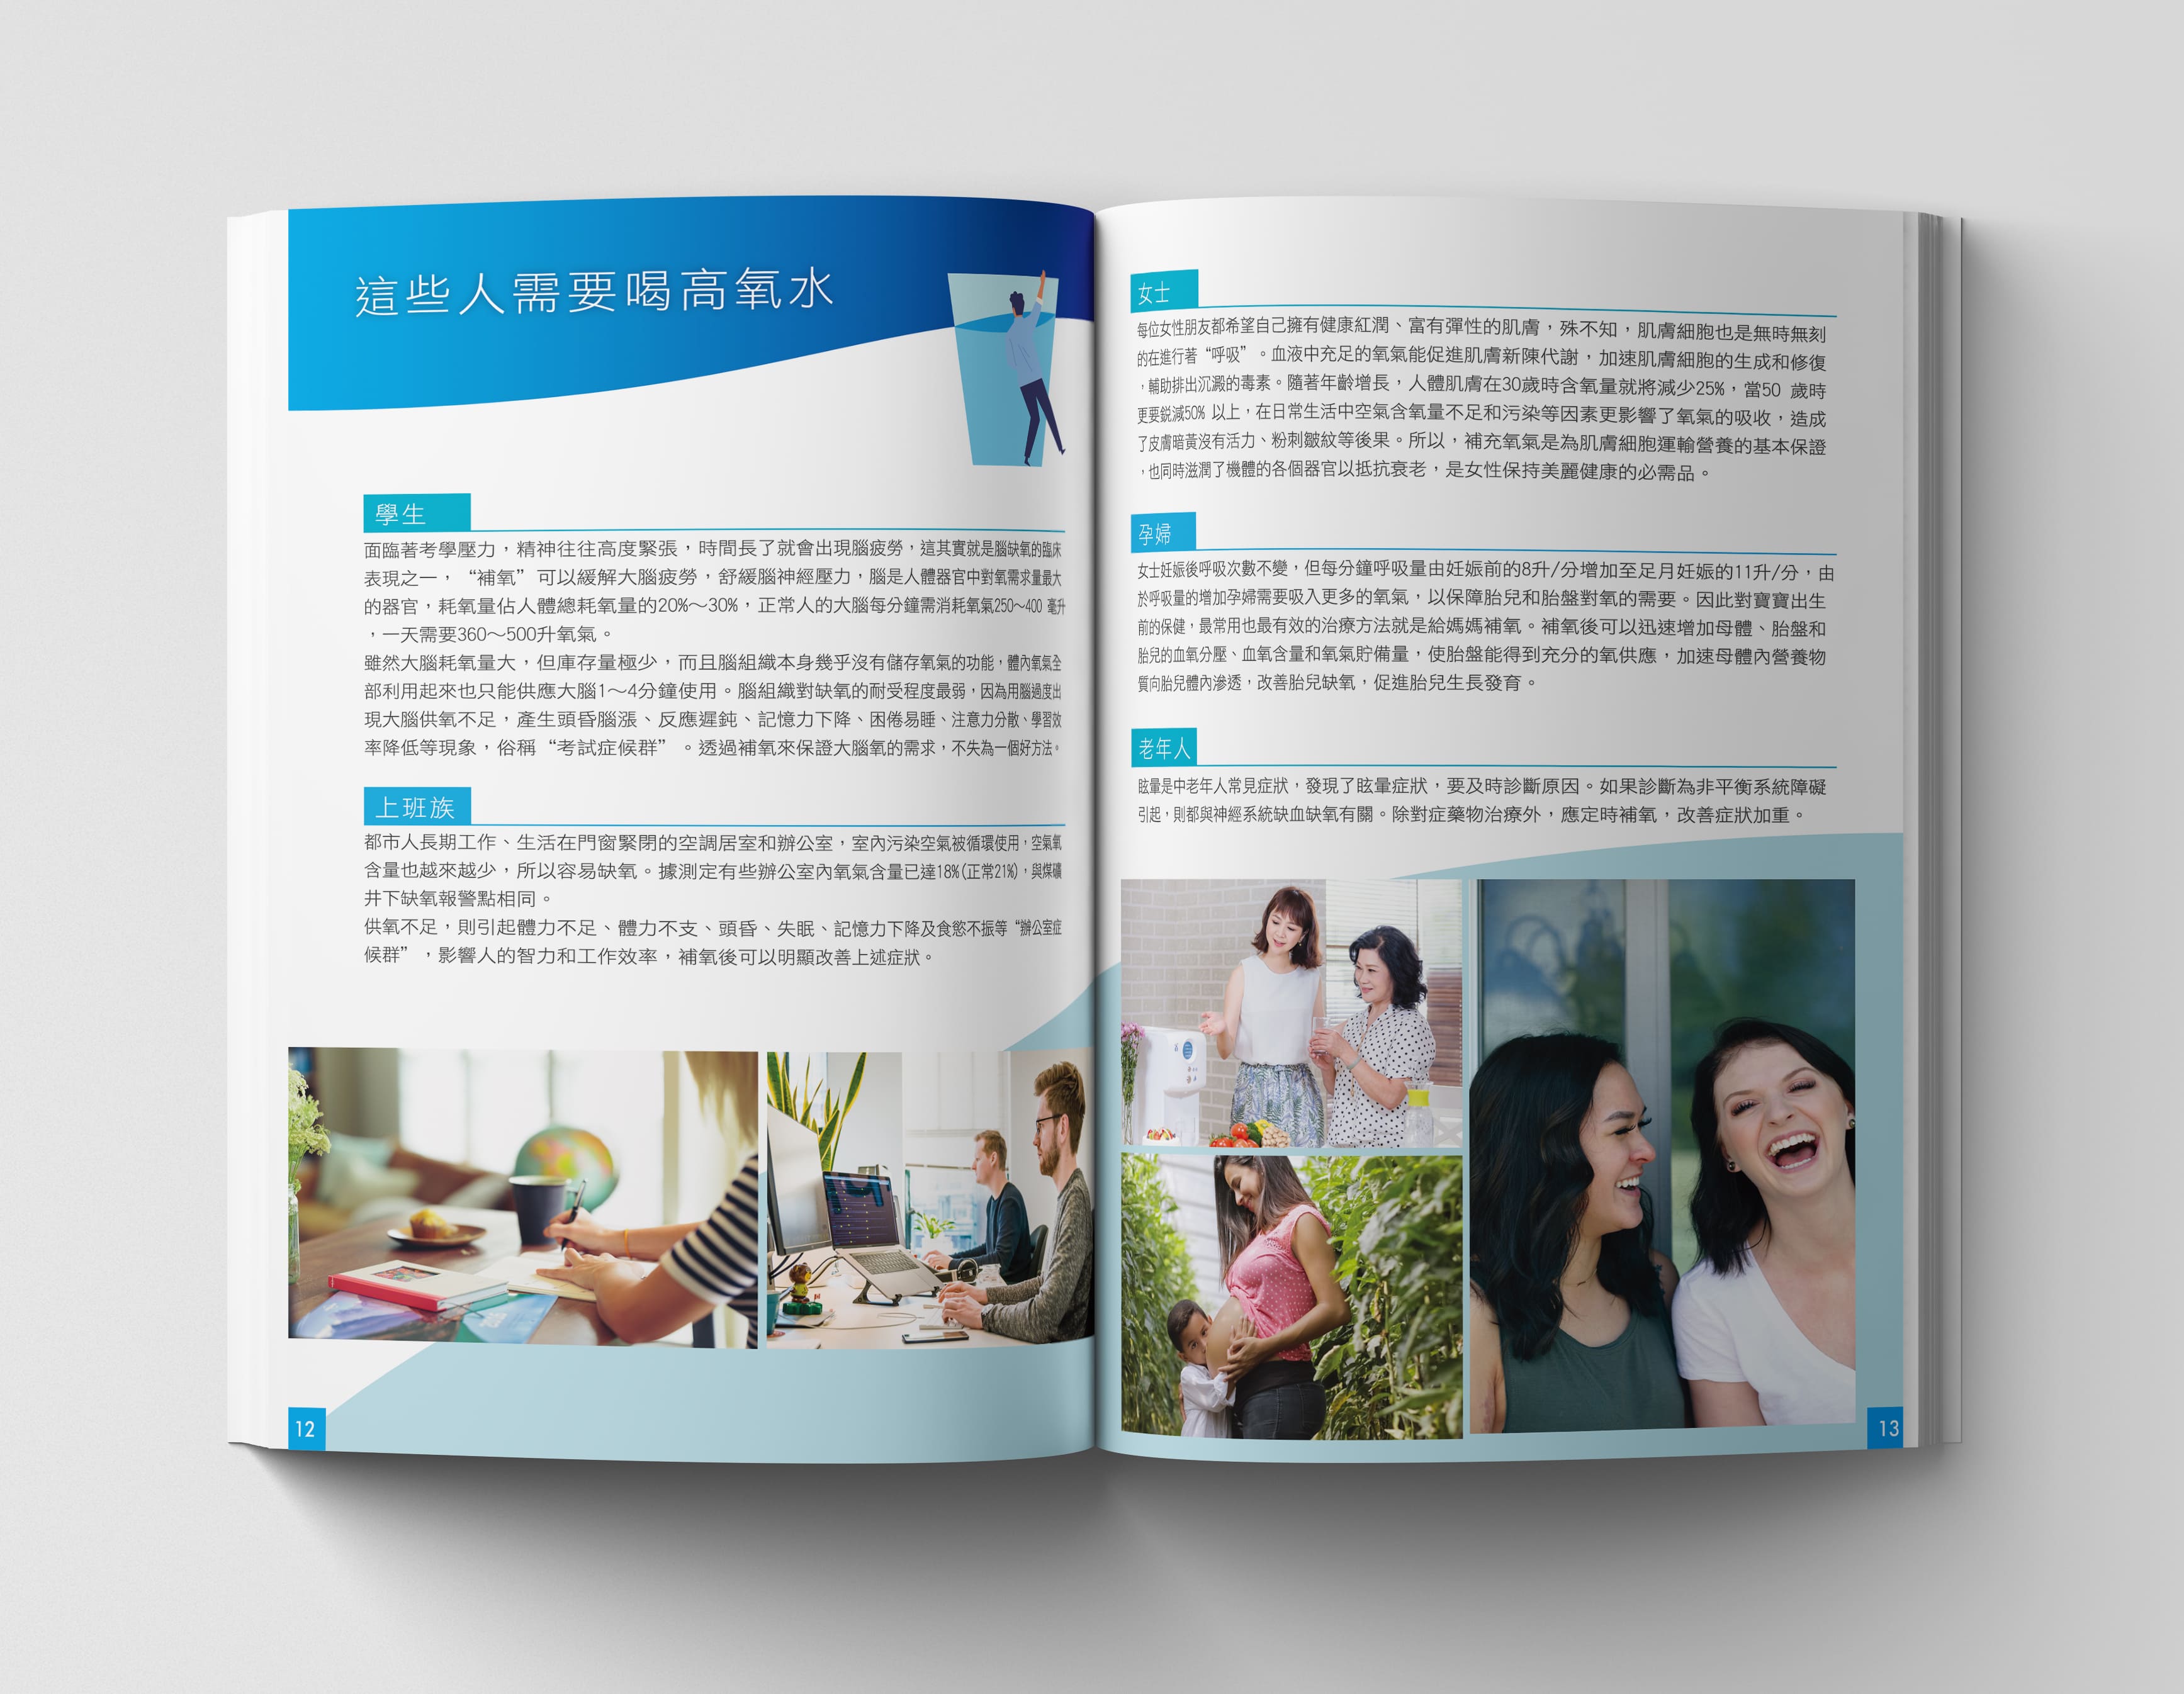 這些人需要喝高氧水
學生
面臨著考學壓力，精神往往高度緊張，時間長了就會出現腦疲勞，這其實就是腦缺氧的臨床
表現之一，“補氧”可以緩解大腦疲勞，舒緩腦神經壓力，腦是人體器官中對氧需求量最大
的器官，耗氧量佔人體總耗氧量的20%～30%，正常人的大腦每分鐘需消耗氧氣250～400 毫升
，一天需要360～500升氧氣。
雖然大腦耗氧量大，但庫存量極少，而且腦組織本身幾乎沒有儲存氧氣的功能，體內氧氣全
部利用起來也只能供應大腦1～4分鐘使用。腦組織對缺氧的耐受程度最弱，因為用腦過度出
現大腦供氧不足，產生頭昏腦漲、反應遲鈍、記憶力下降、困倦易睡、注意力分散、學習效
率降低等現象，俗稱“考試症候群”。透過補氧來保證大腦氧的需求，不失為一個好方法。
上班族
都市人長期工作、生活在門窗緊閉的空調居室和辦公室，室內污染空氣被循環使用，空氣氧
含量也越來越少，所以容易缺氧。據測定有些辦公室內氧氣含量已達18%(正常21%)，與煤礦
井下缺氧報警點相同。
供氧不足，則引起體力不足、體力不支、頭昏、失眠、記憶力下降及食慾不振等“辦公室症
候群”，影響人的智力和工作效率，補氧後可以明顯改善上述症狀。
12
女士
每位女性朋友都希望自己擁有健康紅潤、富有彈性的肌膚，殊不知，肌膚細胞也是無時無刻
的在進行著“呼吸”。血液中充足的氧氣能促進肌膚新陳代謝，加速肌膚細胞的生成和修復
，輔助排出沉澱的毒素。隨著年齡增長，人體肌膚在30歲時含氧量就將減少25%，當50 歲時
更要銳減50% 以上，在日常生活中空氣含氧量不足和污染等因素更影響了氧氣的吸收，造成
了皮膚暗黃沒有活力、粉刺皺紋等後果。所以，補充氧氣是為肌膚細胞運輸營養的基本保證
，也同時滋潤了機體的各個器官以抵抗衰老，是女性保持美麗健康的必需品。
孕婦
女士妊娠後呼吸次數不變，但每分鐘呼吸量由妊娠前的8升/分增加至足月妊娠的11升/分，由
於呼吸量的增加孕婦需要吸入更多的氧氣，以保障胎兒和胎盤對氧的需要。因此對寶寶出生
前的保健，最常用也最有效的治療方法就是給媽媽補氧。補氧後可以迅速增加母體、胎盤和
胎兒的血氧分壓、血氧含量和氧氣貯備量，使胎盤能得到充分的氧供應，加速母體內營養物
質向胎兒體內滲透，改善胎兒缺氧，促進胎兒生長發育。
老年人
眩暈是中老年人常見症狀，發現了眩暈症狀，要及時診斷原因。如果診斷為非平衡系統障礙
引起，則都與神經系統缺血缺氧有關。除對症藥物治療外，應定時補氧，改善症狀加重。
13